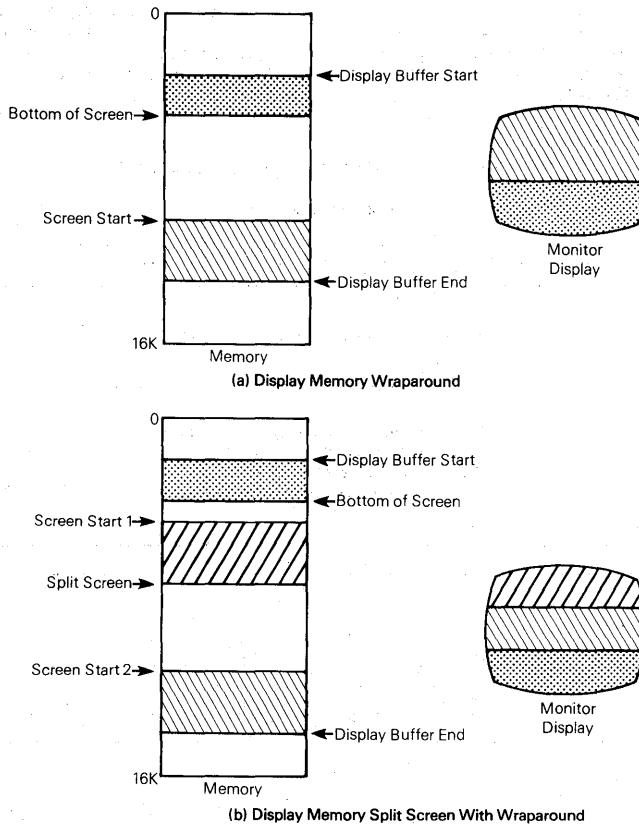 0
Display Buffer Start
Bottom of Screen
Screen Start
Monitor
Display
Display Buffer End
16K
Memory
(a) Display Memory Wraparound
0
Display Buffer Start
Bottom of Screen
Screen Start 1
Split Screen
Screen Start 2
Monitor
Display
Display Buffer End
16K
Memory
(b) Display Memory Split Screen With Wraparound